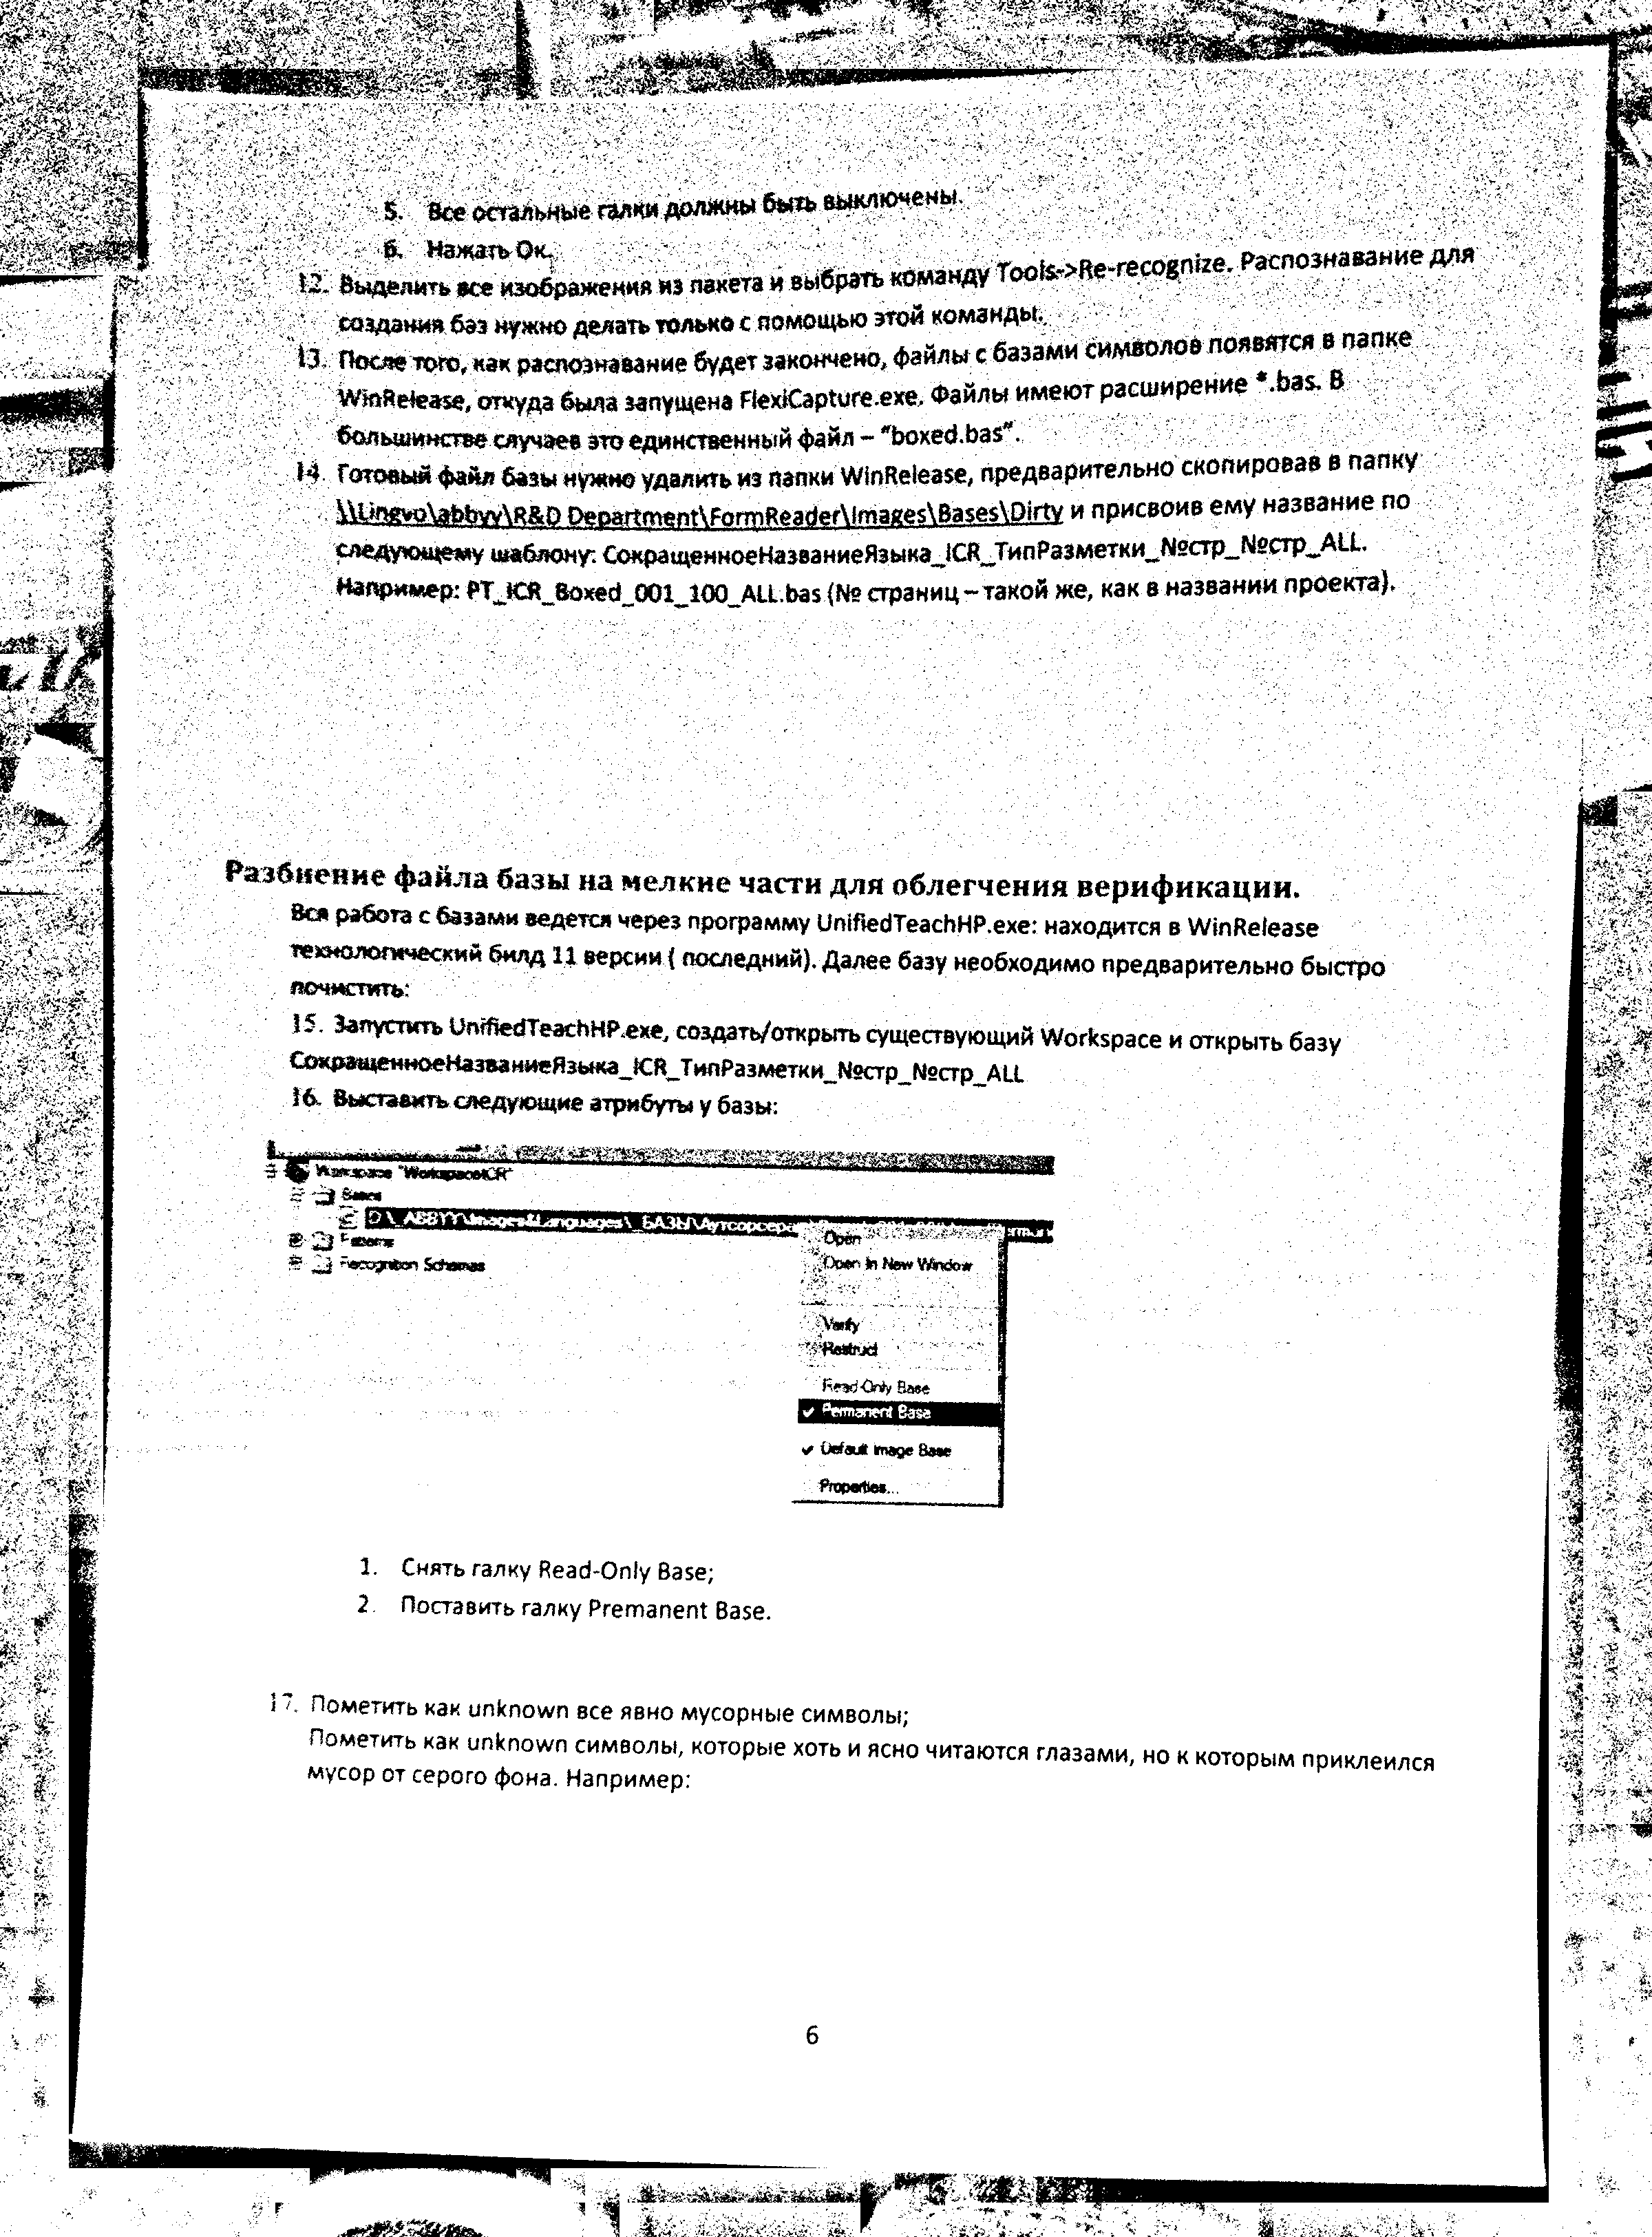 5. Все остальные галки должны быть выключены.
6. Нажать Ок.
12. Выделить все изображения из пакета и выбрать команду Tools->Re-recognize. Распознавание для
создания баз нужно делать только с помощью этой команды.
13. После того, как распознавание будет закончено, файлы с базами символов появятся в папке
WinRelease, откуда была запущена FlexiCapture.exe. Файлы имеют расширение *.bas. В
большинстве случаев это единственный файл – "boxed.bas".
14. Готовый файл базы нужно удалить из папки WinRelease, предварительно скопировав в папку
\\Lingvo\abbyy\R&D Department\FormReader\Images\Bases\Dirty и присвоив ему название по
следующему шаблону: СокращенноеНазваниеЯзыка_ICR_ТипРазметки_№стр_№стр_ALL.
Например: PT_ICR_Boxed_001_100_ALL.bas (№ страниц – такой же, как в названии проекта).
Разбиение файла базы на мелкие части для облегчения верификации.
Вся работа с базами ведется через программу UnifiedTeachHP.exe: находится в WinRelease
технологический билд 11 версии ( последний). Далее базу необходимо предварительно быстро
почистить:
15. Запустить UnifiedTeachHP.exe, создать/открыть существующий Workspace и открыть базу
СокращенноеНазваниеЯзыка_ICR_ТипРазметки_№стр_№стр_ALL
16. Выставить следующие атрибуты у базы:
Workspace "WorkspaceICR"
Bases
D:\_ABBYY\Images&Languages\_БАЗЫ\Аутсорсера
Patterns
Recognition Schemas
Open
Open In New Window
Verify
Restruct
Read-Only Base
Permanent Base
Default Image Base
Properties...
1. Снять галку Read-Only Base;
2. Поставить галку Premanent Base.
17. Пометить как unknown все явно мусорные символы;
Пометить как unknown символы, которые хоть и ясно читаются глазами, но к которым приклеился
мусор от серого фона. Например:
6